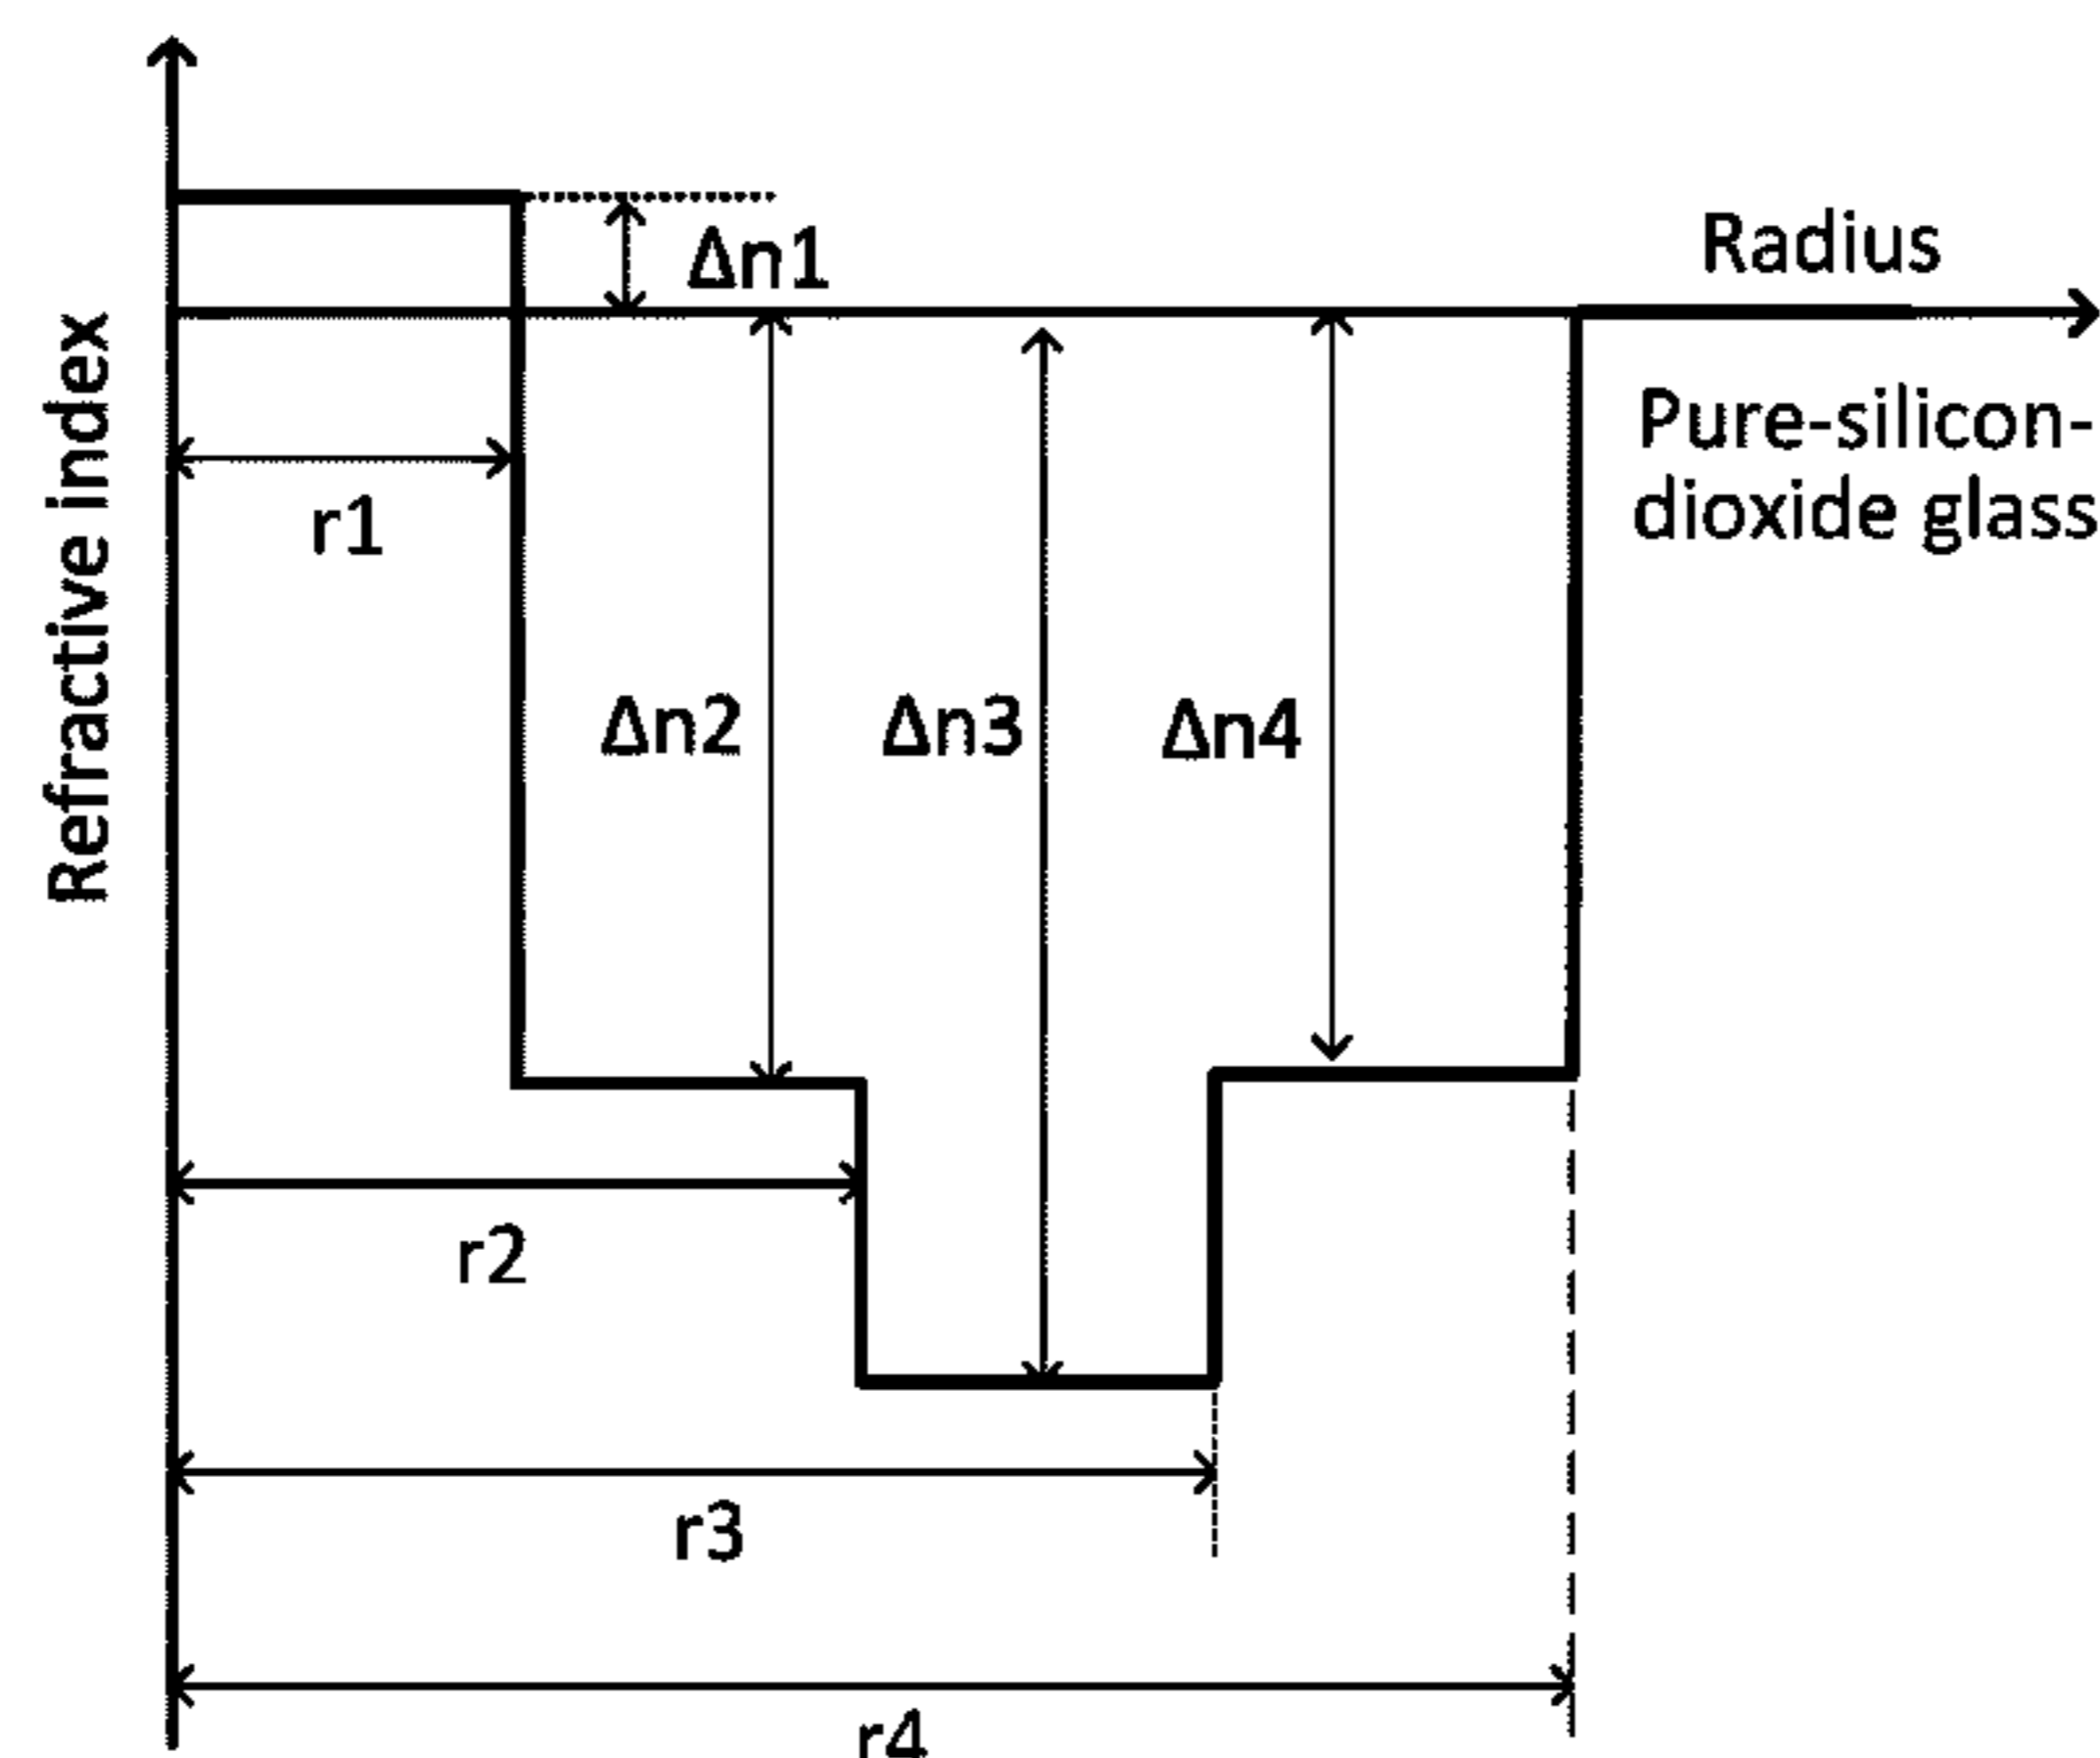 Refractive index
Δn1
Radius
Pure-silicon-
dioxide glass
r1
Δn2
Δn3
Δn4
r2
r3
r4